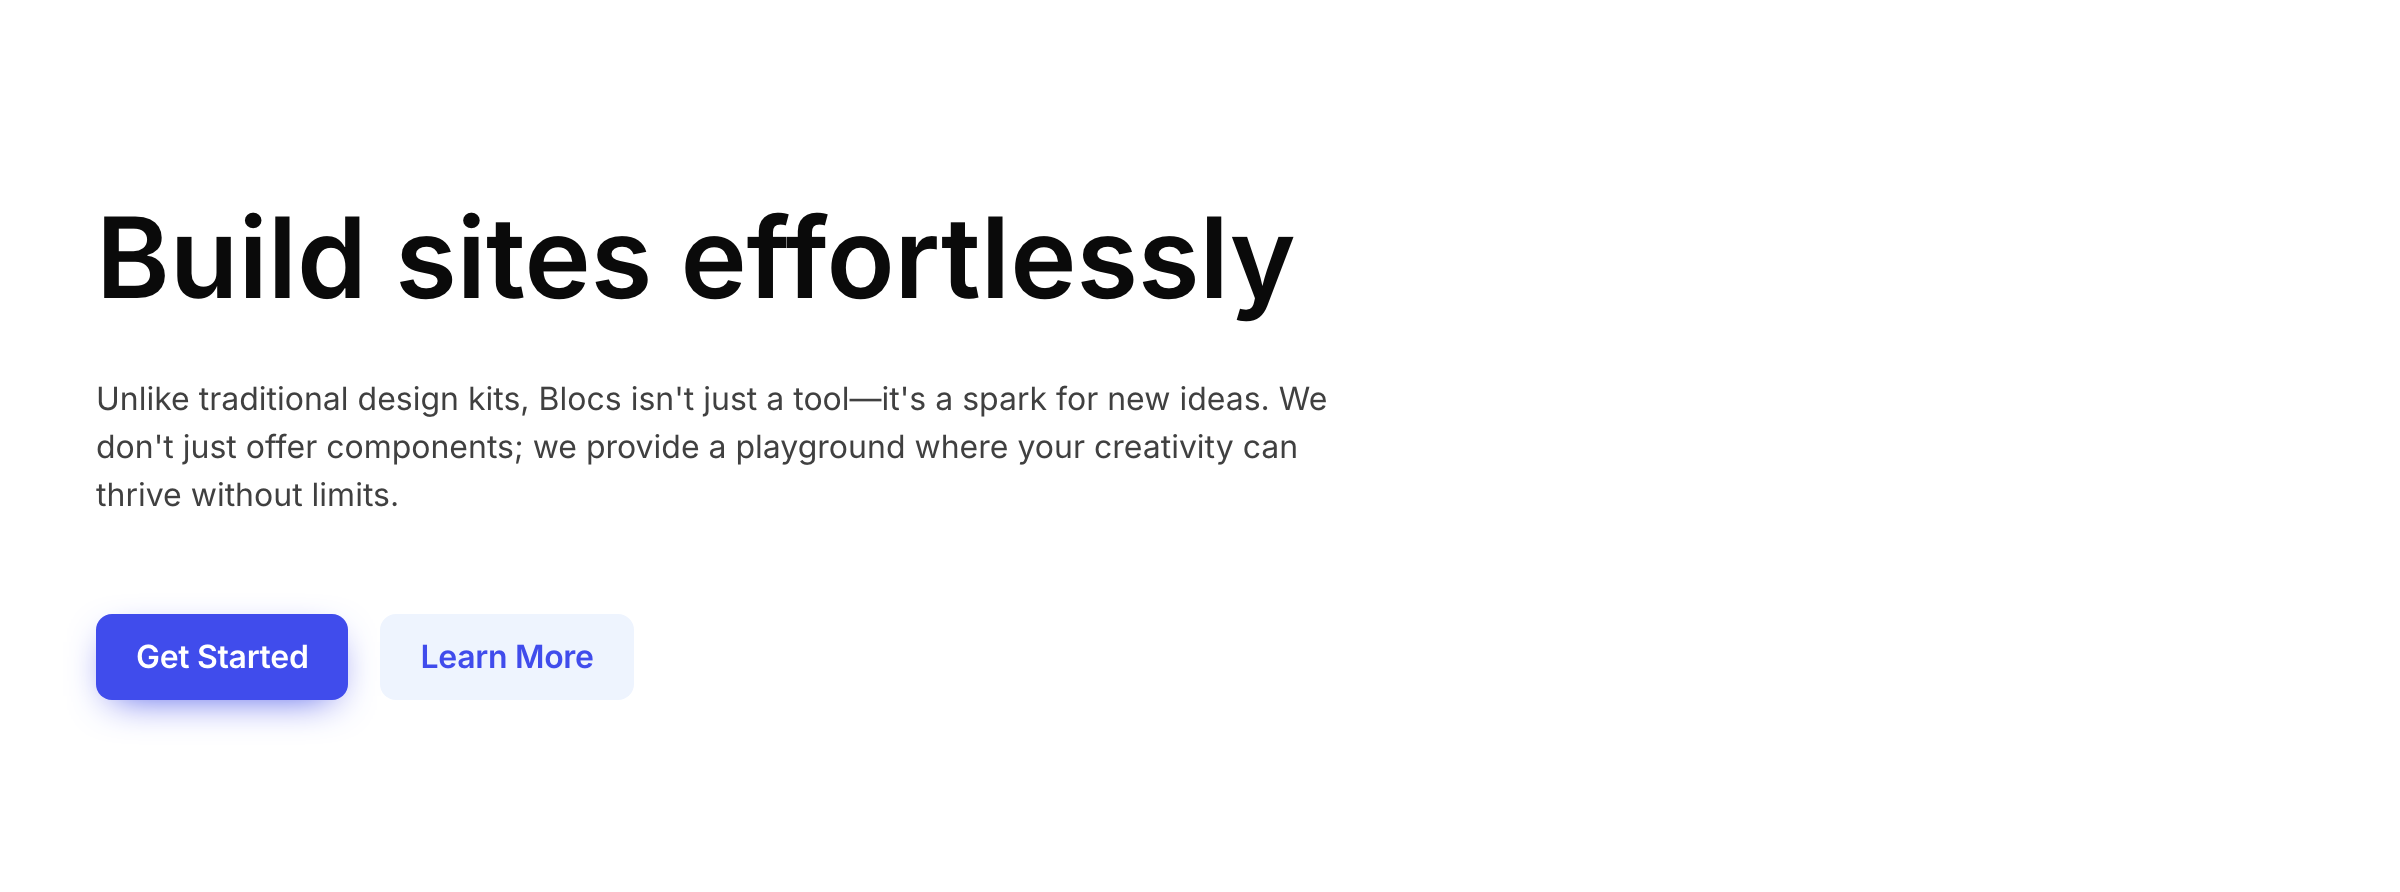 Build sites effortlessly
Unlike traditional design kits, Blocs isn't just a tool—it's a spark for new ideas. We
don't just offer components; we provide a playground where your creativity can
thrive without limits.
Get Started
Learn More